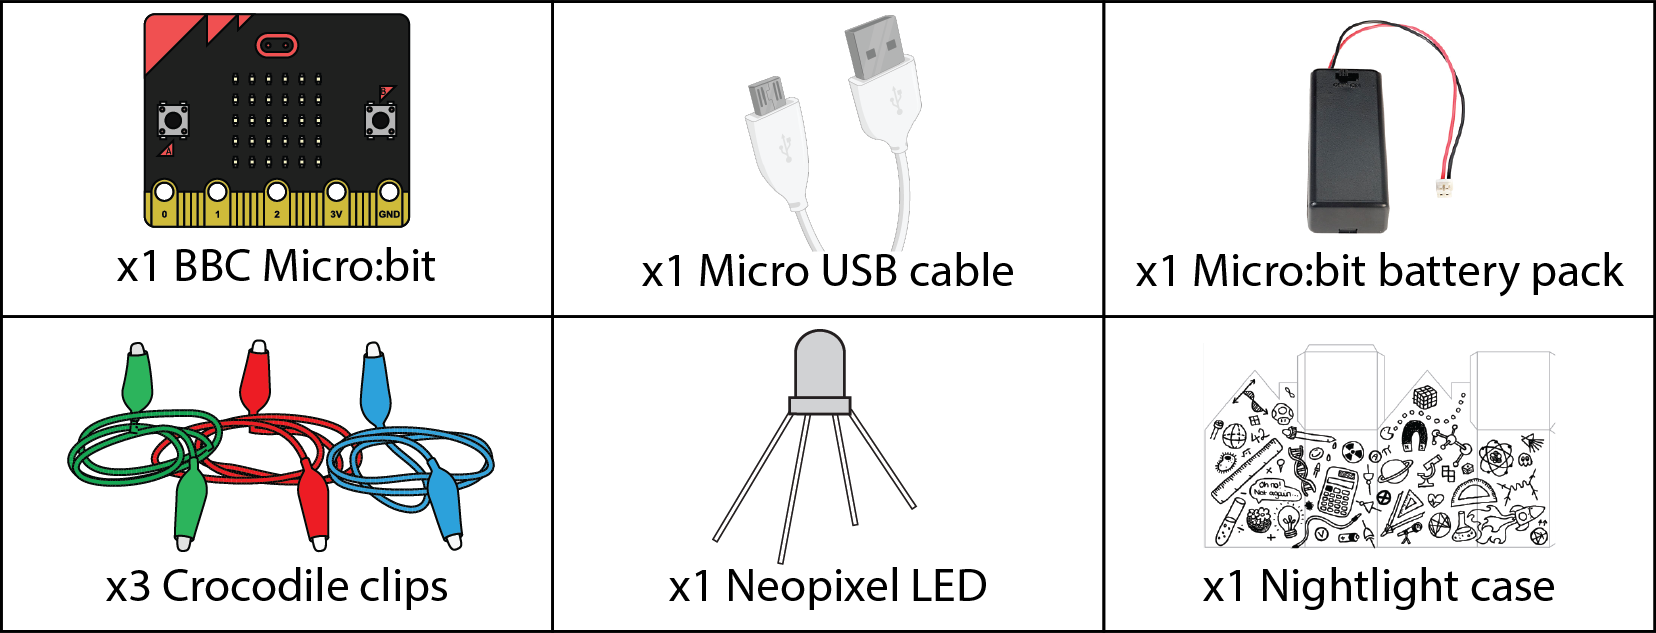 A
B
0 1 2 3V GND
x1 BBC Micro:bit
x1 Micro USB cable
x1 Micro:bit battery pack
x3 Crocodile clips
x1 Neopixel LED
42
Oh no!
Not again...
x1 Nightlight case